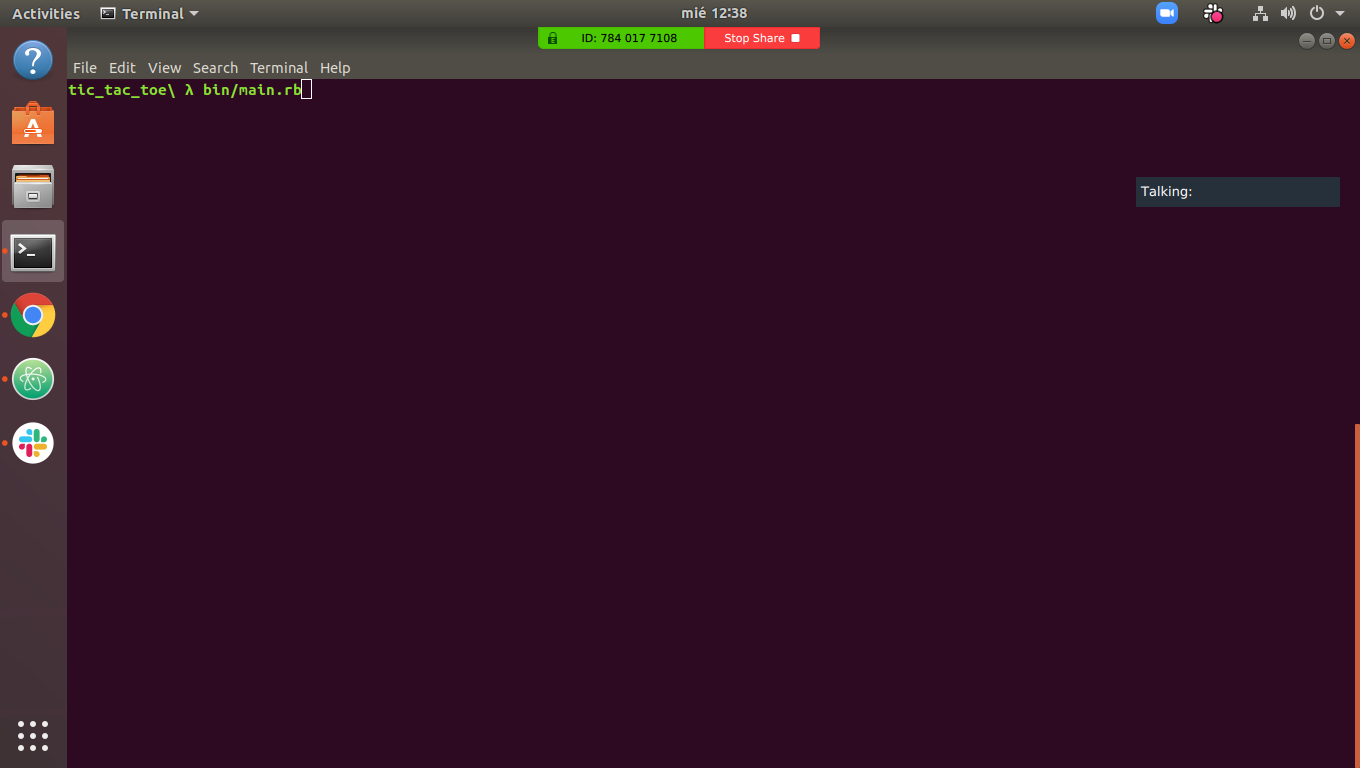 Activities Terminal mié 12:38
ID: 784 017 7108 Stop Share
File Edit View Search Terminal Help
tic_tac_toe\ λ bin/main.rb
Talking: